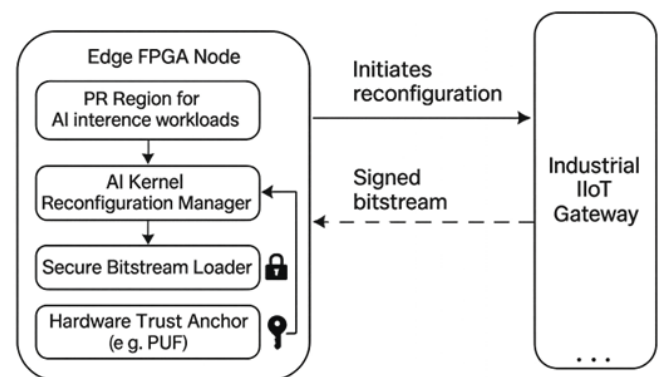 Edge FPGA Node
PR Region for
AI interence workloads
AI Kernel
Reconfiguration Manager
Secure Bitstream Loader
Hardware Trust Anchor
(e g. PUF)
Initiates
reconfiguration
Signed
bitstream
Industrial
IIoT
Gateway
...